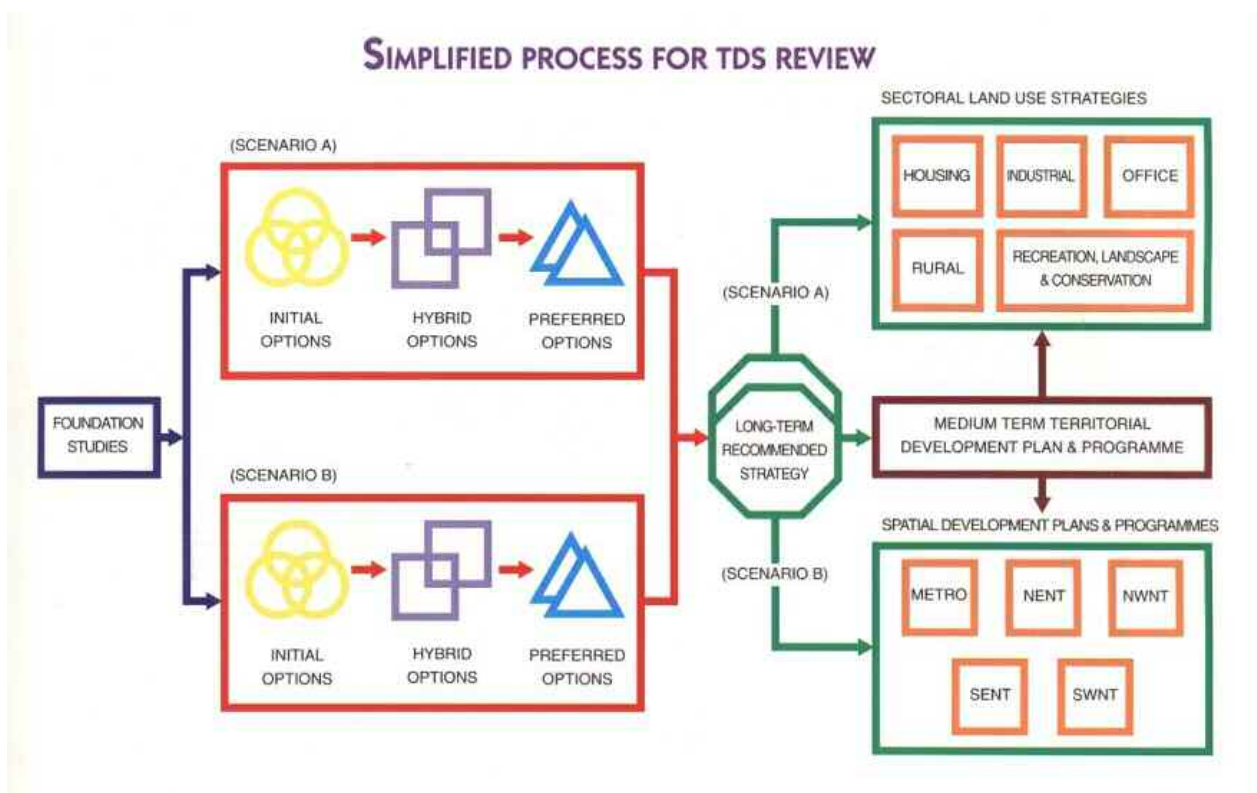 SIMPLIFIED PROCESS FOR TDS REVIEW
FOUNDATION
STUDIES
(SCENARIO A)
INITIAL
OPTIONS
HYBRID
OPTIONS
PREFERRED
OPTIONS
(SCENARIO B)
INITIAL
OPTIONS
HYBRID
OPTIONS
PREFERRED
OPTIONS
(SCENARIO A)
LONG-TERM
RECOMMENDED
STRATEGY
(SCENARIO B)
SECTORAL LAND USE STRATEGIES
HOUSING
INDUSTRIAL
OFFICE
RURAL
RECREATION, LANDSCAPE
& CONSERVATION
MEDIUM TERM TERRITORIAL
DEVELOPMENT PLAN & PROGRAMME
SPATIAL DEVELOPMENT PLANS & PROGRAMMES
METRO
NENT
NWNT
SENT
SWNT